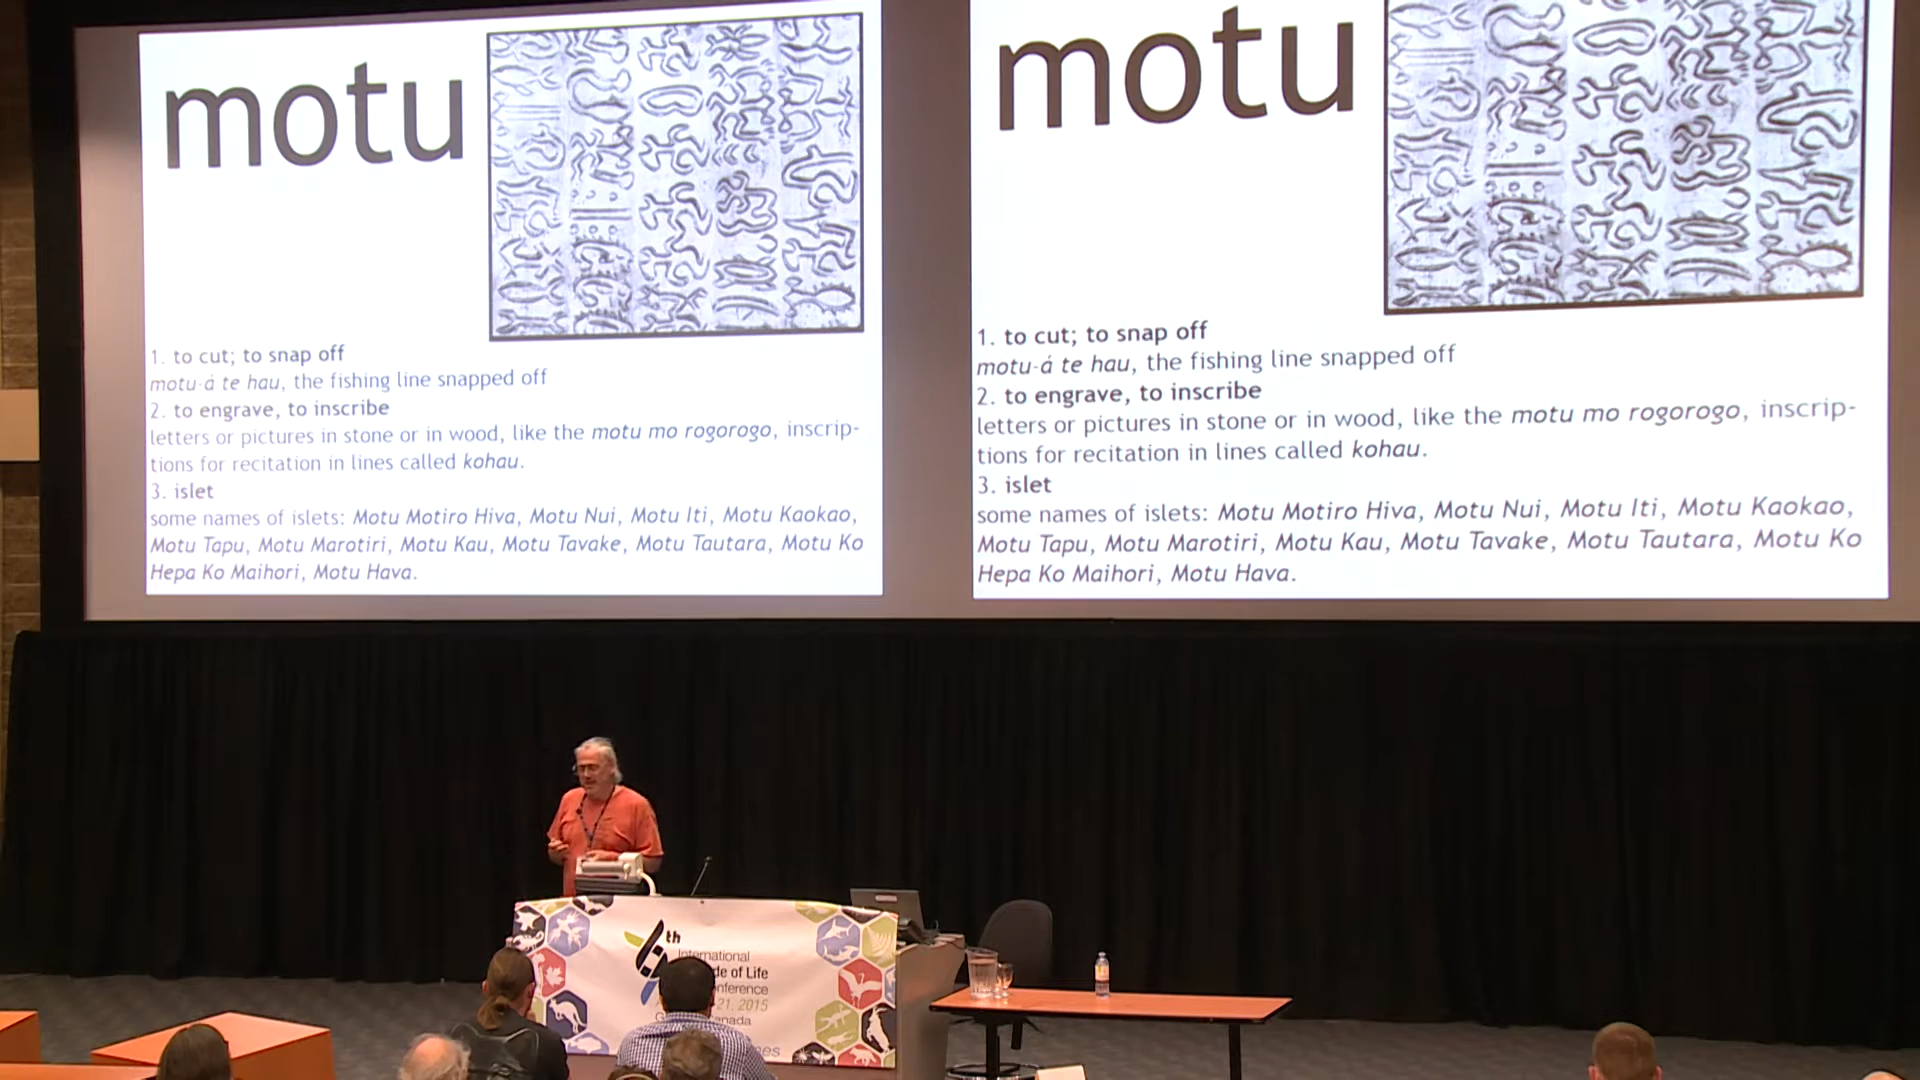 motu
1. to cut; to snap off
motu-á te hau, the fishing line snapped off
2. to engrave, to inscribe
letters or pictures in stone or in wood, like the motu mo rogorogo, inscrip-
tions for recitation in lines called kohau.
3. islet
some names of islets: Motu Motiro Hiva, Motu Nui, Motu Iti, Motu Kaokao,
Motu Tapu, Motu Marotiri, Motu Kau, Motu Tavake, Motu Tautara, Motu Ko
Hepa Ko Maihori, Motu Hava.
motu
1. to cut; to snap off
motu-á te hau, the fishing line snapped off
2. to engrave, to inscribe
letters or pictures in stone or in wood, like the motu mo rogorogo, inscrip-
tions for recitation in lines called kohau.
3. islet
some names of islets: Motu Motiro Hiva, Motu Nui, Motu Iti, Motu Kaokao,
Motu Tapu, Motu Marotiri, Motu Kau, Motu Tavake, Motu Tautara, Motu Ko
Hepa Ko Maihori, Motu Hava.
6th
International
de of Life
nference
21, 2015
anada